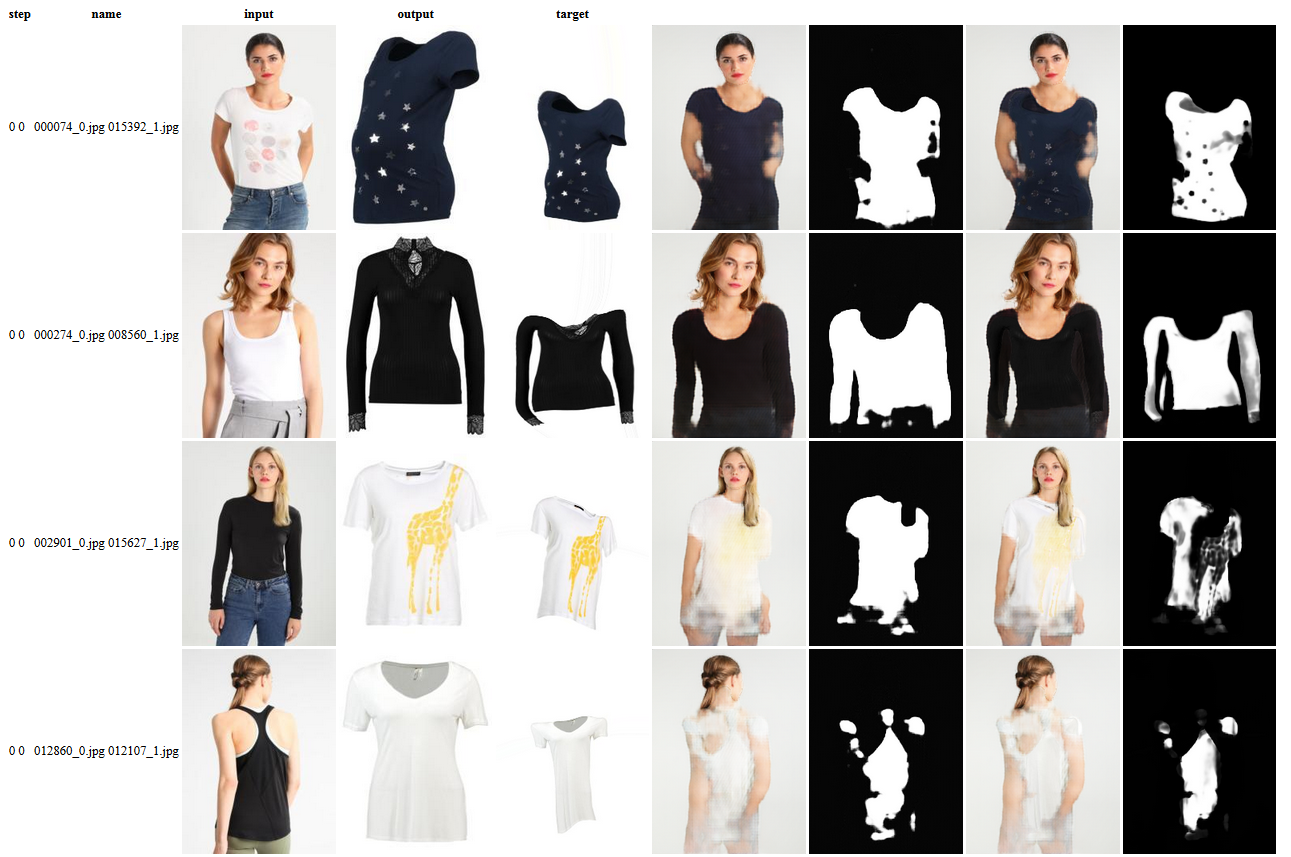 step name input output target
0 0 000074_0.jpg 015392_1.jpg
0 0 000274_0.jpg 008560_1.jpg
0 0 002901_0.jpg 015627_1.jpg
0 0 012860_0.jpg 012107_1.jpg